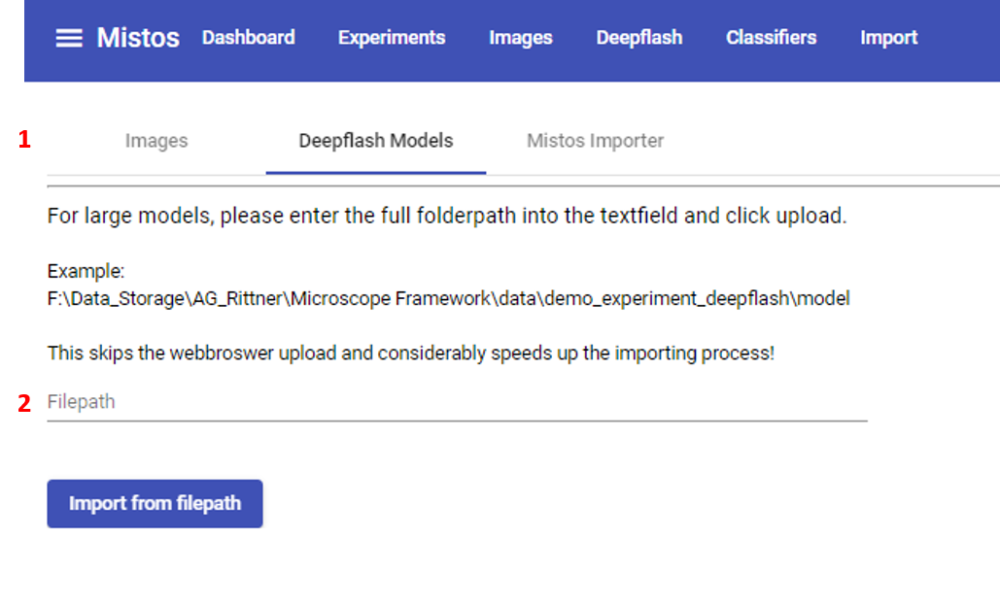 Mistos Dashboard Experiments Images Deepflash Classifiers Import
1 Images Deepflash Models Mistos Importer
For large models, please enter the full folderpath into the textfield and click upload.
Example:
F:\Data_Storage\AG_Rittner\Microscope Framework\data\demo_experiment_deepflash\model
This skips the webbroswer upload and considerably speeds up the importing process!
2 Filepath
Import from filepath